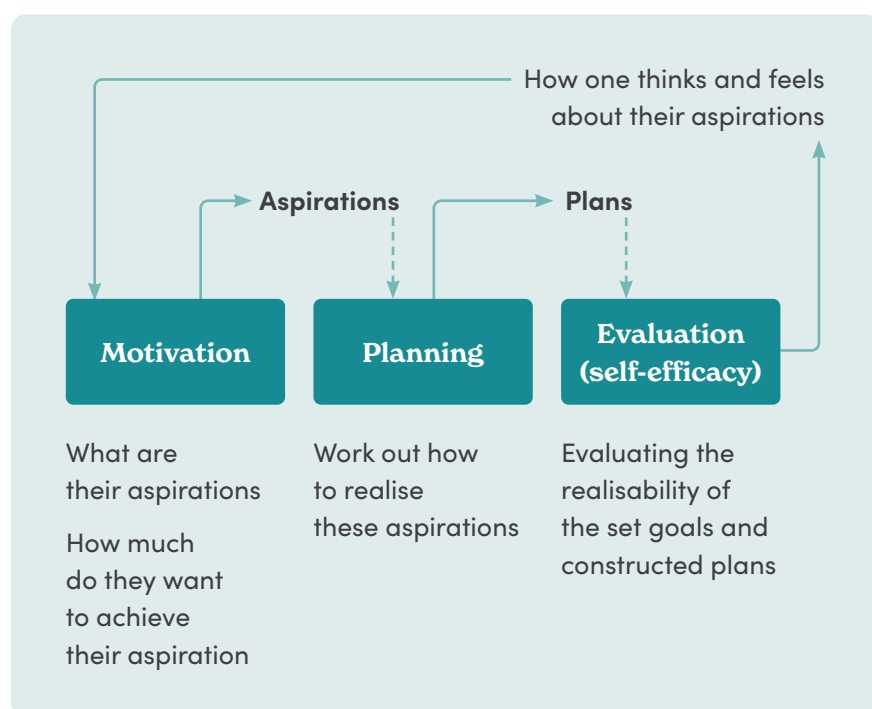 How one thinks and feels
about their aspirations
Aspirations
Plans
Motivation
Planning
Evaluation
(self-efficacy)
What are
their aspirations
How much
do they want
to achieve
their aspiration
Work out how
to realise
these aspirations
Evaluating the
realisability of
the set goals and
constructed plans